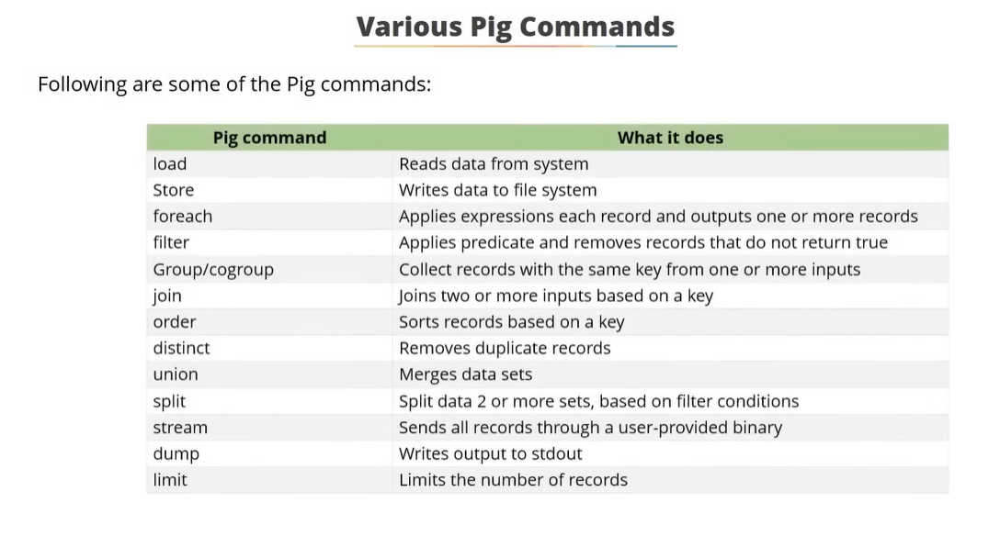 Various Pig Commands
Following are some of the Pig commands:
Pig command What it does
load Reads data from system
Store Writes data to file system
foreach Applies expressions each record and outputs one or more records
filter Applies predicate and removes records that do not return true
Group/cogroup Collect records with the same key from one or more inputs
join Joins two or more inputs based on a key
order Sorts records based on a key
distinct Removes duplicate records
union Merges data sets
split Split data 2 or more sets, based on filter conditions
stream Sends all records through a user-provided binary
dump Writes output to stdout
limit Limits the number of records